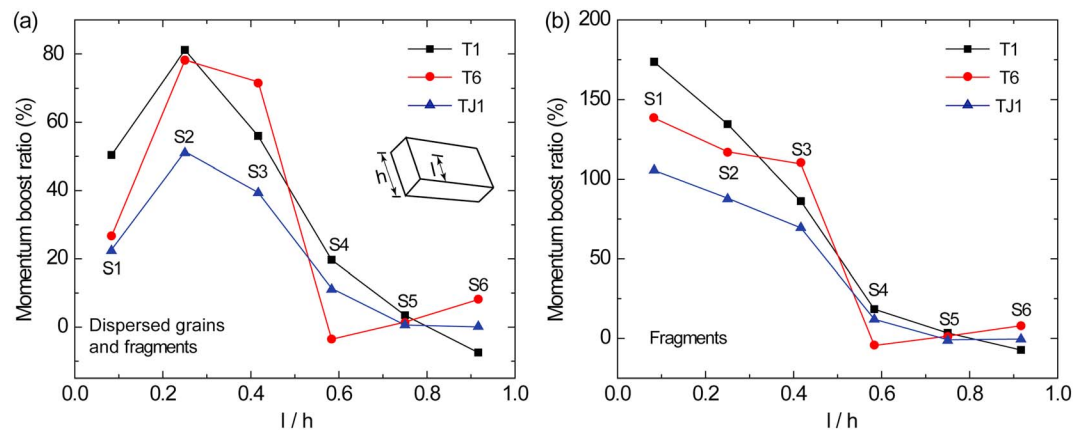 (a)
80
60
40
20
0
Momentum boost ratio (%)
T1
T6
TJ1
S1
S2
S3
S4
S5
S6
h
l
Dispersed grains
and fragments
0.0 0.2 0.4 0.6 0.8 1.0
l / h
(b)
200
150
100
50
0
-25
Momentum boost ratio (%)
T1
T6
TJ1
S1
S2
S3
S4
S5
S6
Fragments
0.0 0.2 0.4 0.6 0.8 1.0
l / h